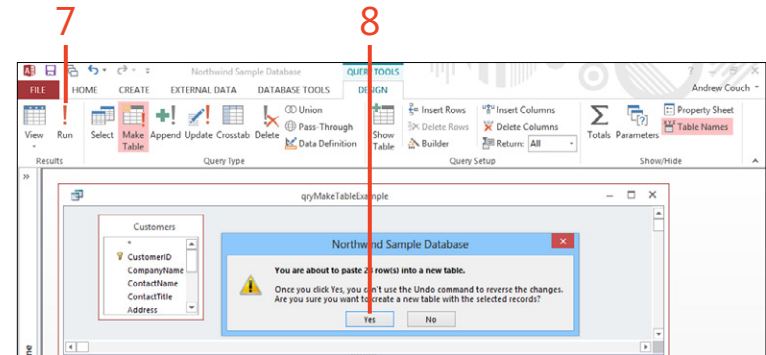 7 8
Northwind Sample Database QUERY TOOLS ?
FILE HOME CREATE EXTERNAL DATA DATABASE TOOLS DESIGN Andrew Couch
View Run Select Make Table Append Update Crosstab Delete Union Pass-Through Data Definition Show Table Insert Rows Delete Rows Builder Insert Columns Delete Columns Return: All Totals Parameters Property Sheet Table Names
Results Query Type Query Setup Show/Hide
qryMakeTableExample
Customers
*
CustomerID
CompanyName
ContactName
ContactTitle
Address
Northwind Sample Database
You are about to paste row(s) into a new table.
Once you click Yes, you can't use the Undo command to reverse the changes.
Are you sure you want to create a new table with the selected records?
Yes No